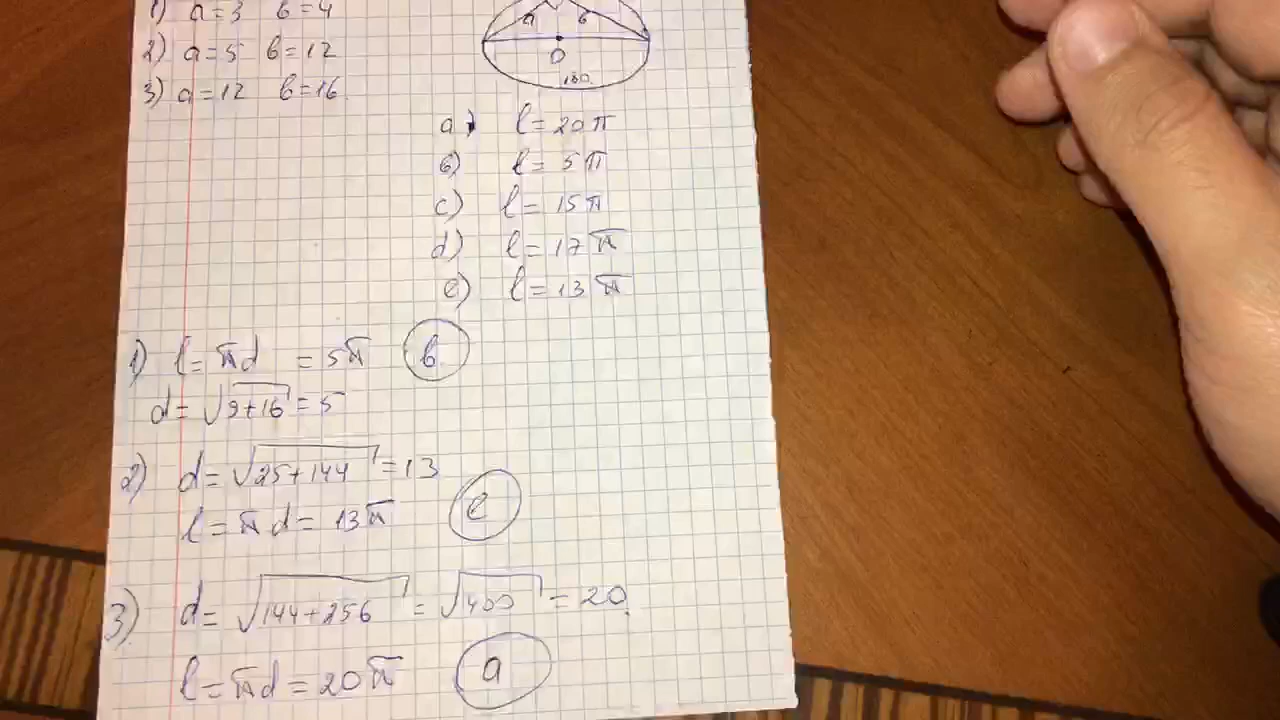 1) a=3 b=4
2) a=5 b=12
3) a=12 b=16
a b
O
180
a) l=20π
b) l=5π
c) l=15π
d) l=17π
e) l=13π
1) l=πd =5π b
d=√9+16=5
2) d=√25+144=13
l=πd=13π e
3) d=√144+256=√400=20
l=πd=20π a